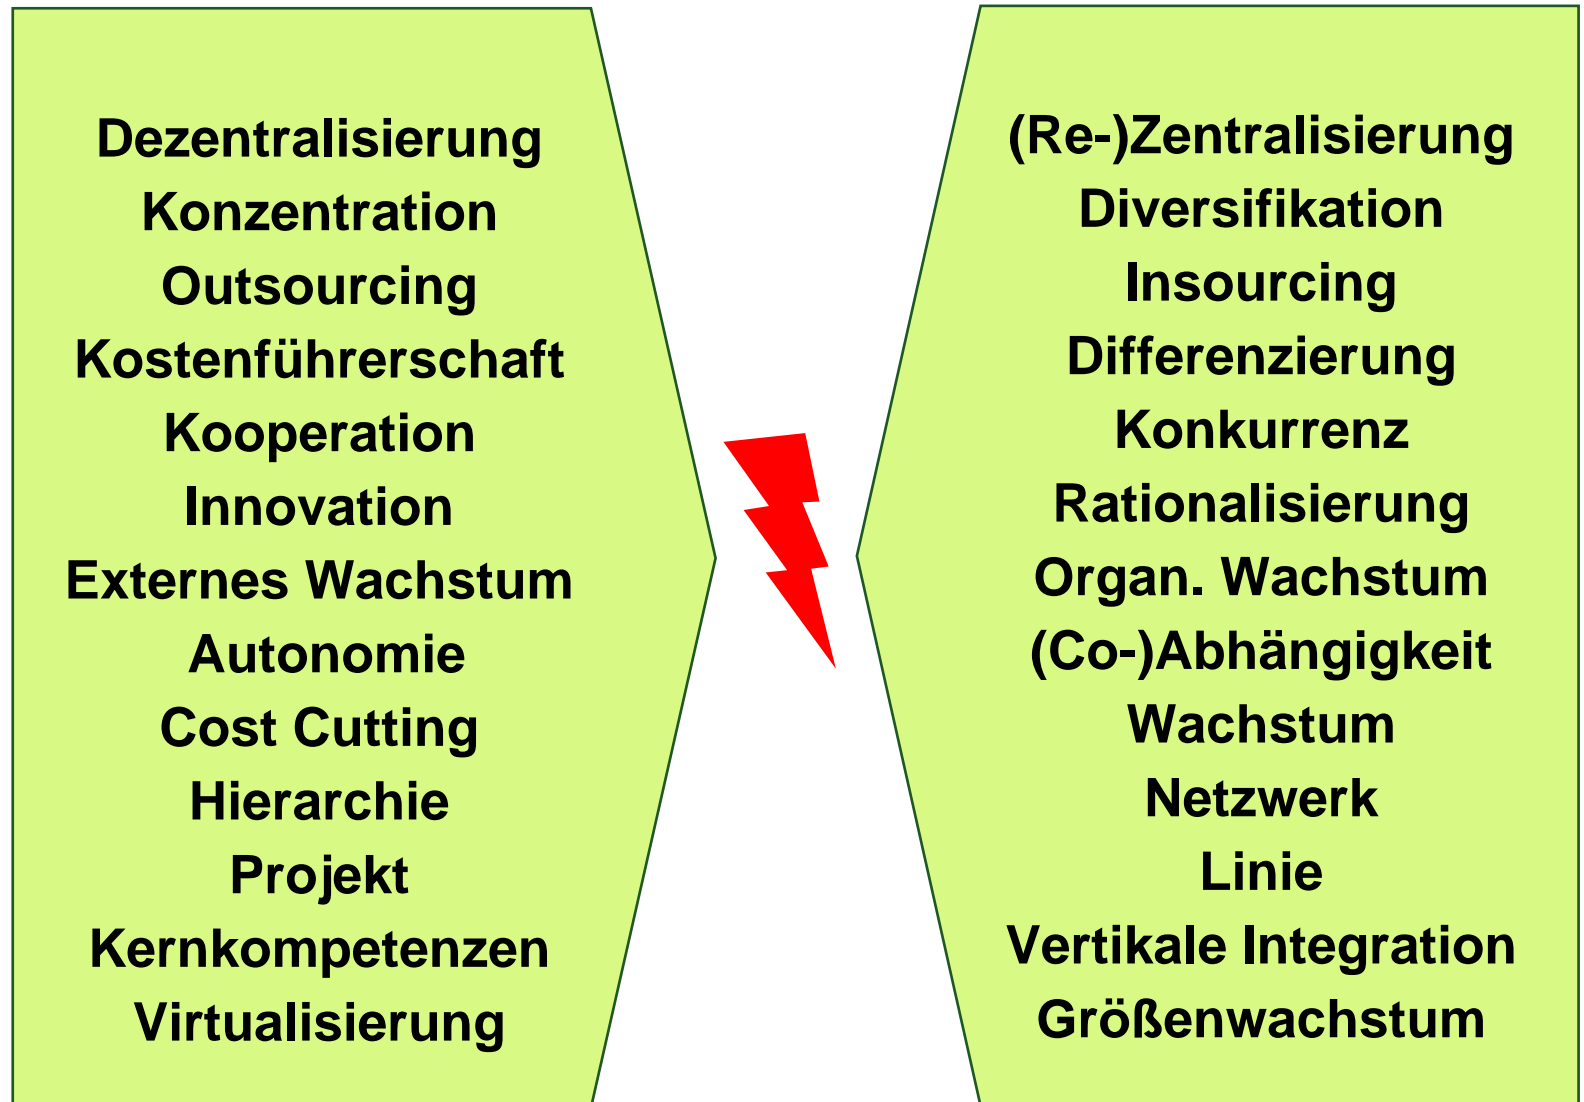 Dezentralisierung
Konzentration
Outsourcing
Kostenführerschaft
Kooperation
Innovation
Externes Wachstum
Autonomie
Cost Cutting
Hierarchie
Projekt
Kernkompetenzen
Virtualisierung
(Re-)Zentralisierung
Diversifikation
Insourcing
Differenzierung
Konkurrenz
Rationalisierung
Organ. Wachstum
(Co-)Abhängigkeit
Wachstum
Netzwerk
Linie
Vertikale Integration
Größenwachstum